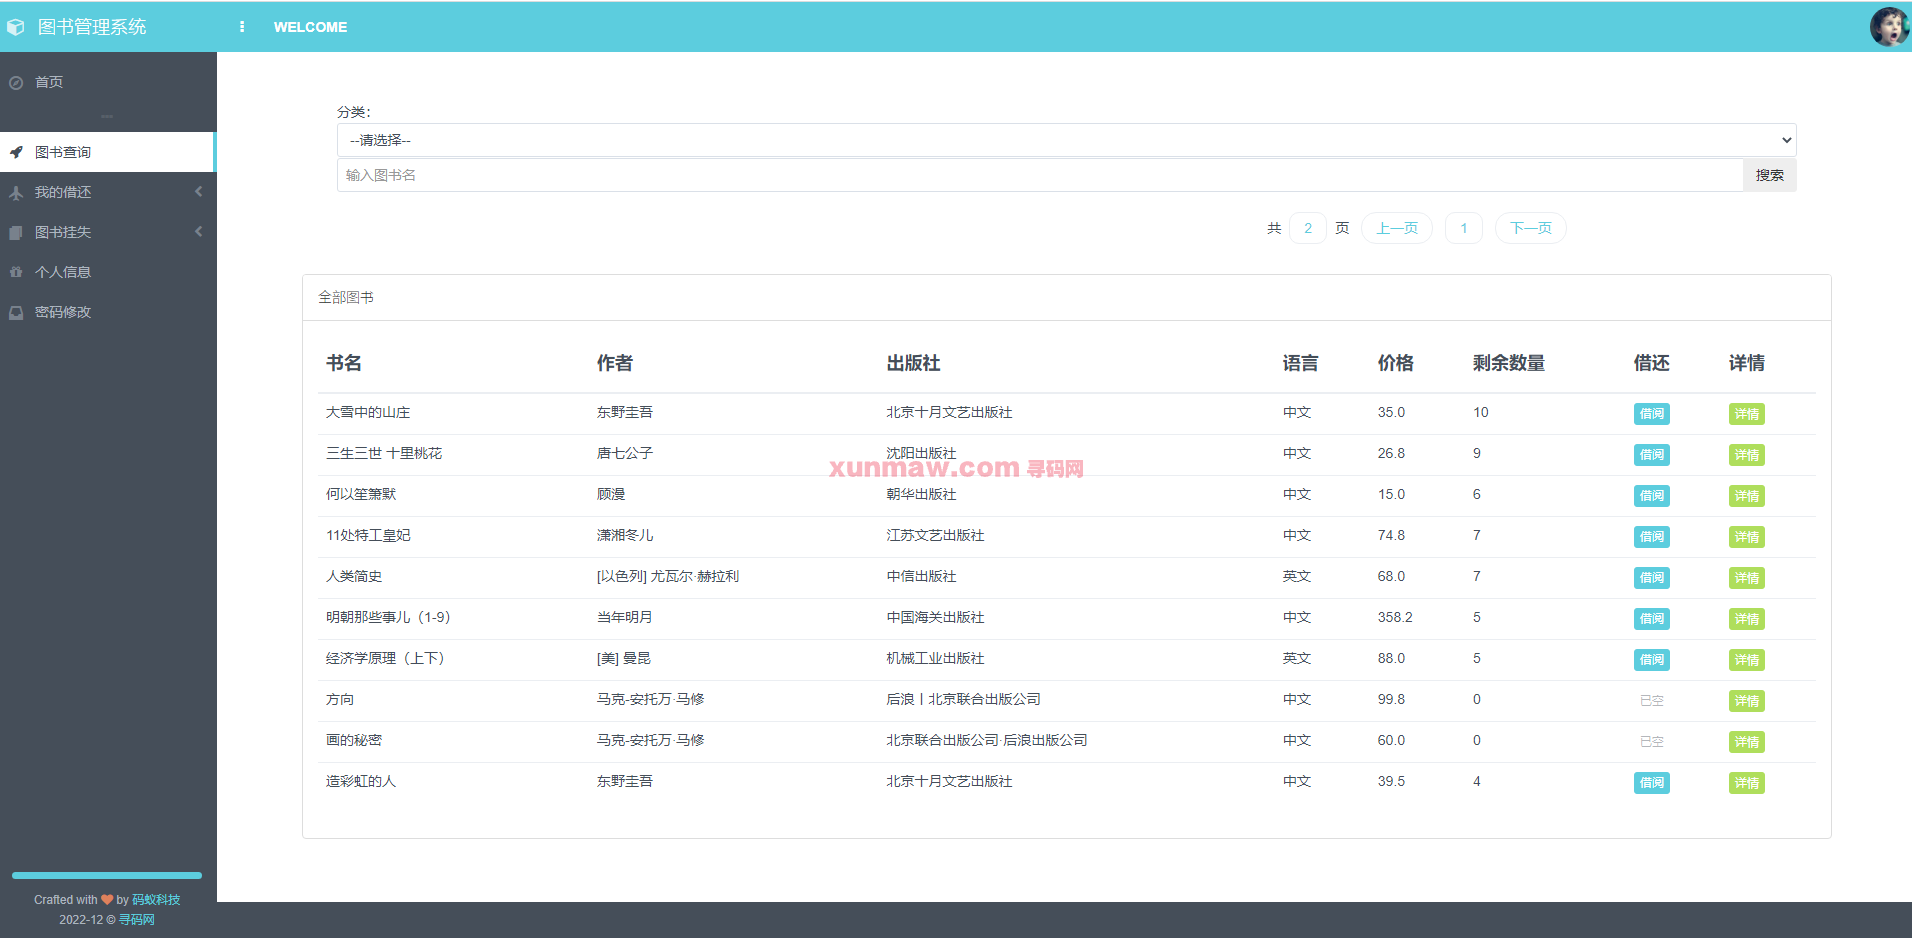 图书管理系统 WELCOME
首页
图书查询
我的借还
图书挂失
个人信息
密码修改
分类：
--请选择--
输入图书名 搜索
共 2 页 上一页 1 下一页
全部图书
书名 作者 出版社 语言 价格 剩余数量 借还 详情
大雪中的山庄 东野圭吾 北京十月文艺出版社 中文 35.0 10 借阅 详情
三生三世 十里桃花 唐七公子 沈阳出版社 中文 26.8 9 借阅 详情
xunmaw.com 寻码网
何以笙箫默 顾漫 朝华出版社 中文 15.0 6 借阅 详情
11处特工皇妃 潇湘冬儿 江苏文艺出版社 中文 74.8 7 借阅 详情
人类简史 [以色列] 尤瓦尔·赫拉利 中信出版社 英文 68.0 7 借阅 详情
明朝那些事儿（1-9） 当年明月 中国海关出版社 中文 358.2 5 借阅 详情
经济学原理（上下） [美] 曼昆 机械工业出版社 英文 88.0 5 借阅 详情
方向 马克-安托万·马修 后浪丨北京联合出版公司 中文 99.8 0 已空 详情
画的秘密 马克-安托万·马修 北京联合出版公司·后浪出版公司 中文 60.0 0 已空 详情
造彩虹的人 东野圭吾 北京十月文艺出版社 中文 39.5 4 借阅 详情
Crafted with by 码蚁科技
2022-12 © 寻码网